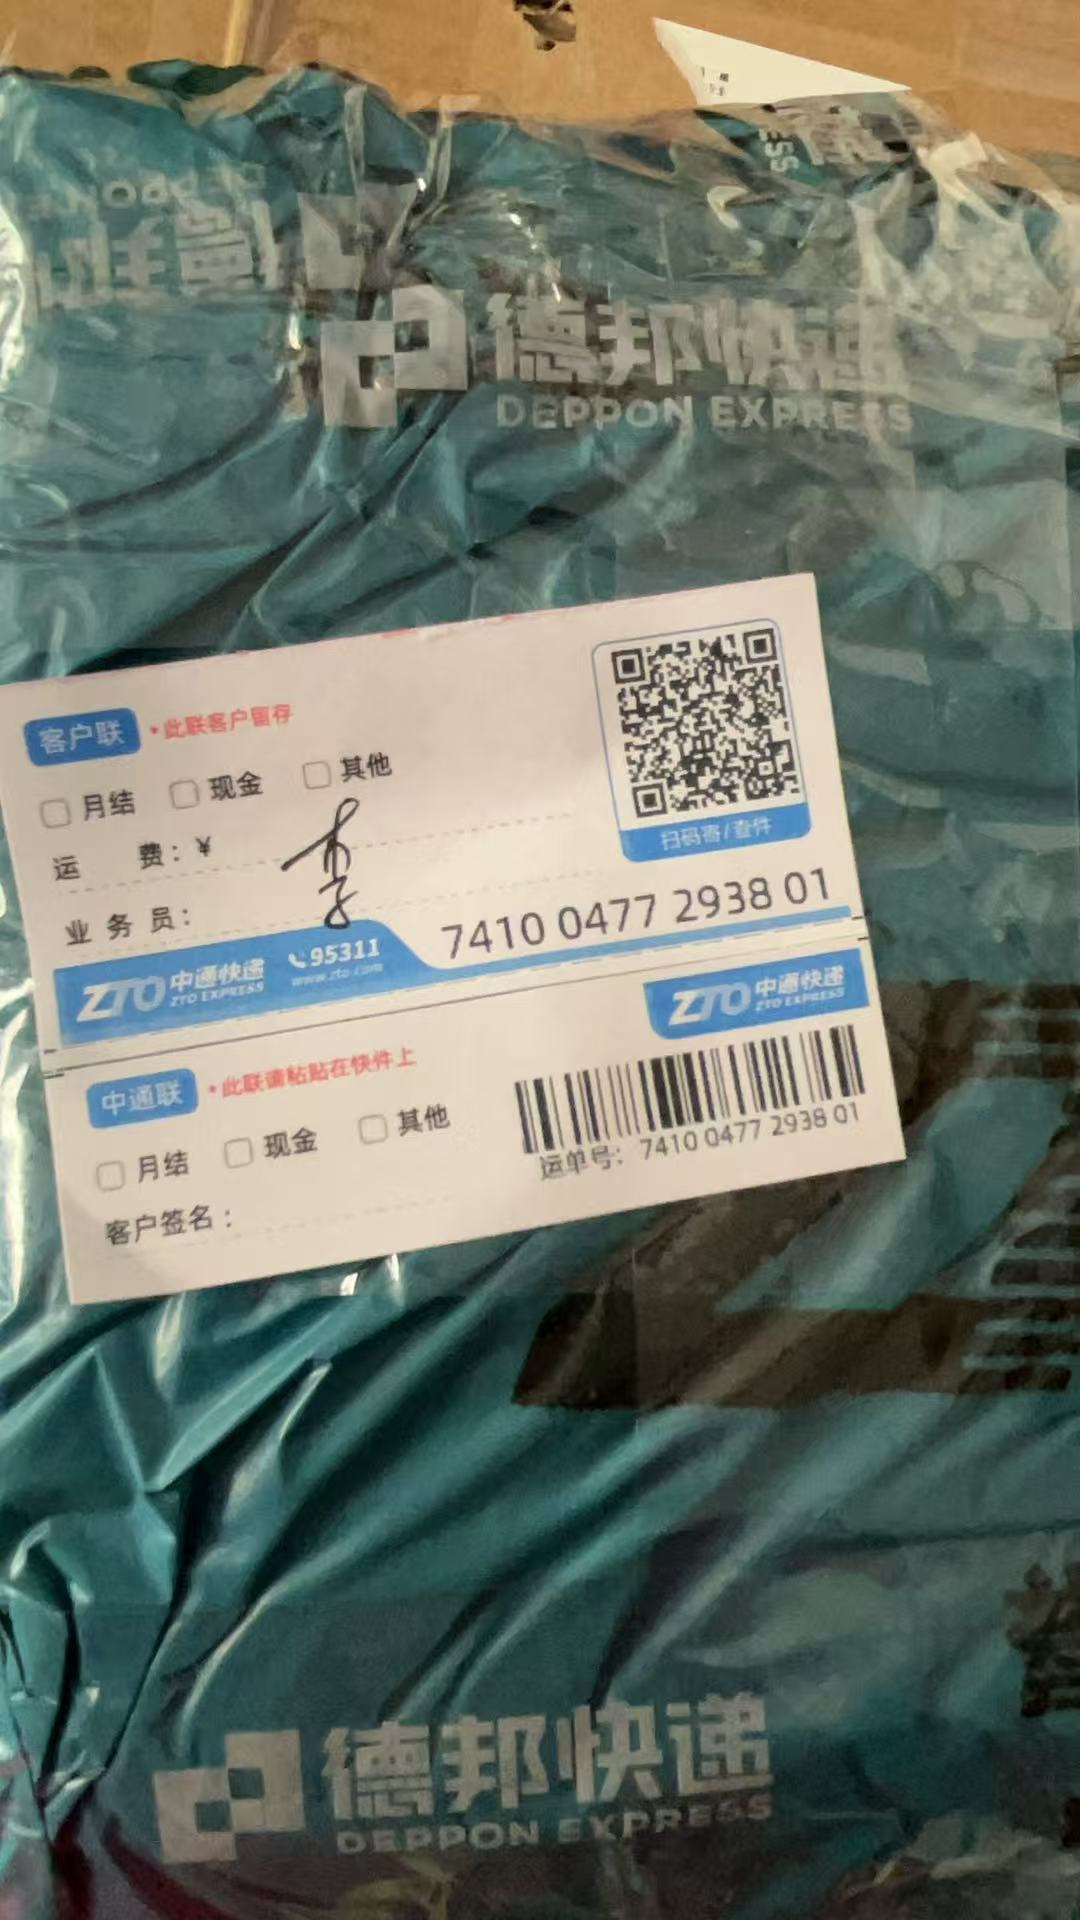 德邦快递
DEPPON EXPRESS
客户联 *此联客户留存
月结 现金 其他
运 费：¥
业务员：
李
扫码寄/查件
ZTO 中通快递
ZTO EXPRESS
95311
www.zto.com
7410 0477 2938 01
ZTO 中通快递
ZTO EXPRESS
中通联 *此联请粘贴在快件上
月结 现金 其他
运单号：7410 0477 2938 01
客户签名：
德邦快递
DEPPON EXPRESS